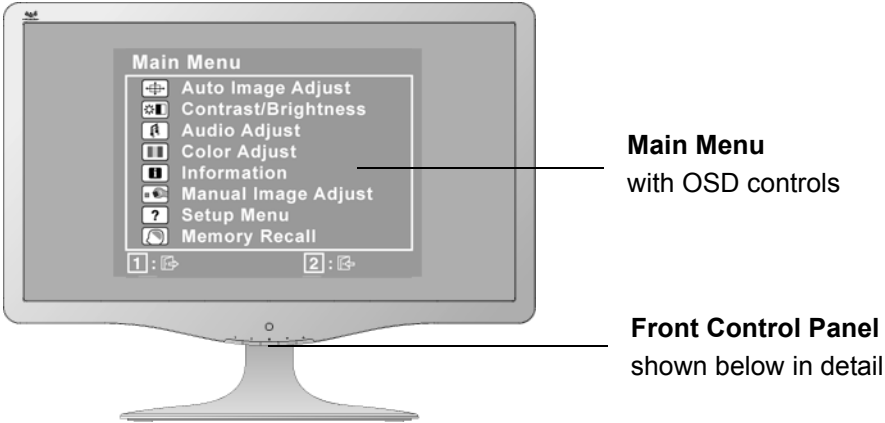 Main Menu
Auto Image Adjust
Contrast/Brightness
Audio Adjust
Color Adjust
Information
Manual Image Adjust
? Setup Menu
Memory Recall
1 : 2 :
Main Menu
with OSD controls
Front Control Panel
shown below in detail